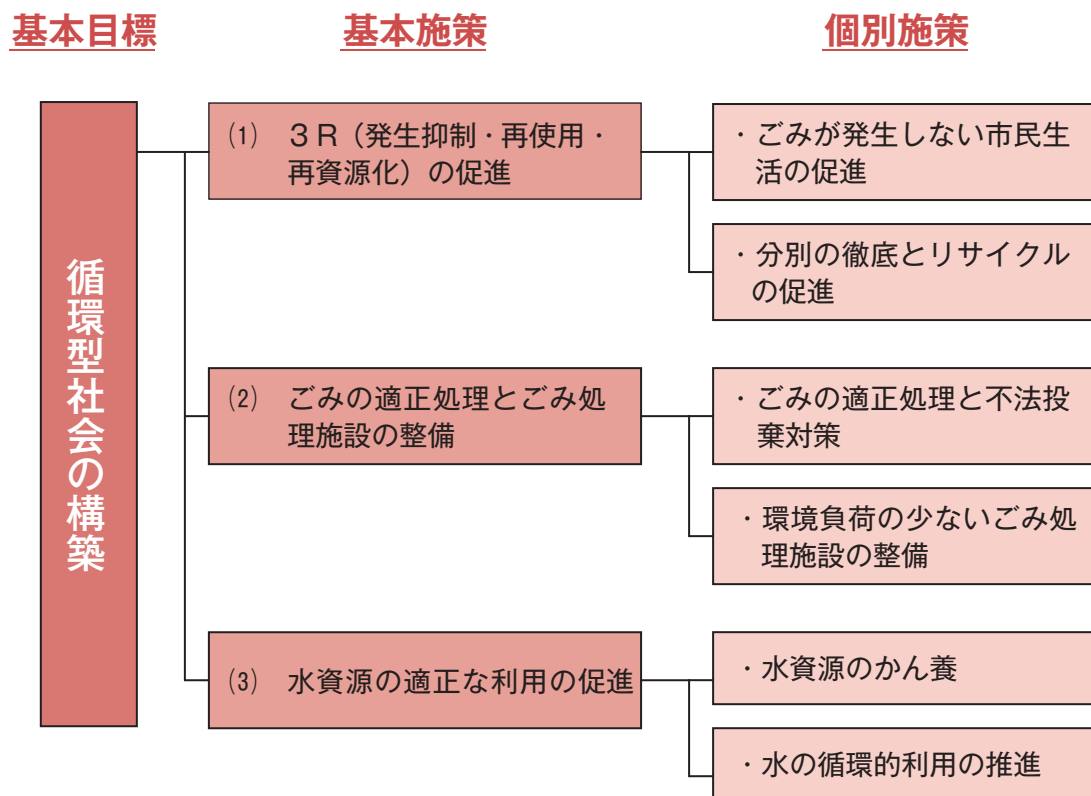 基本目標
基本施策
個別施策
循環型社会の構築
(1) 3R(発生抑制・再使用・
再資源化)の促進
・ごみが発生しない市民生
活の促進
・分別の徹底とリサイクル
の促進
(2) ごみの適正処理とごみ処
理施設の整備
・ごみの適正処理と不法投
棄対策
・環境負荷の少ないごみ処
理施設の整備
(3) 水資源の適正な利用の促進
・水資源のかん養
・水の循環的利用の推進